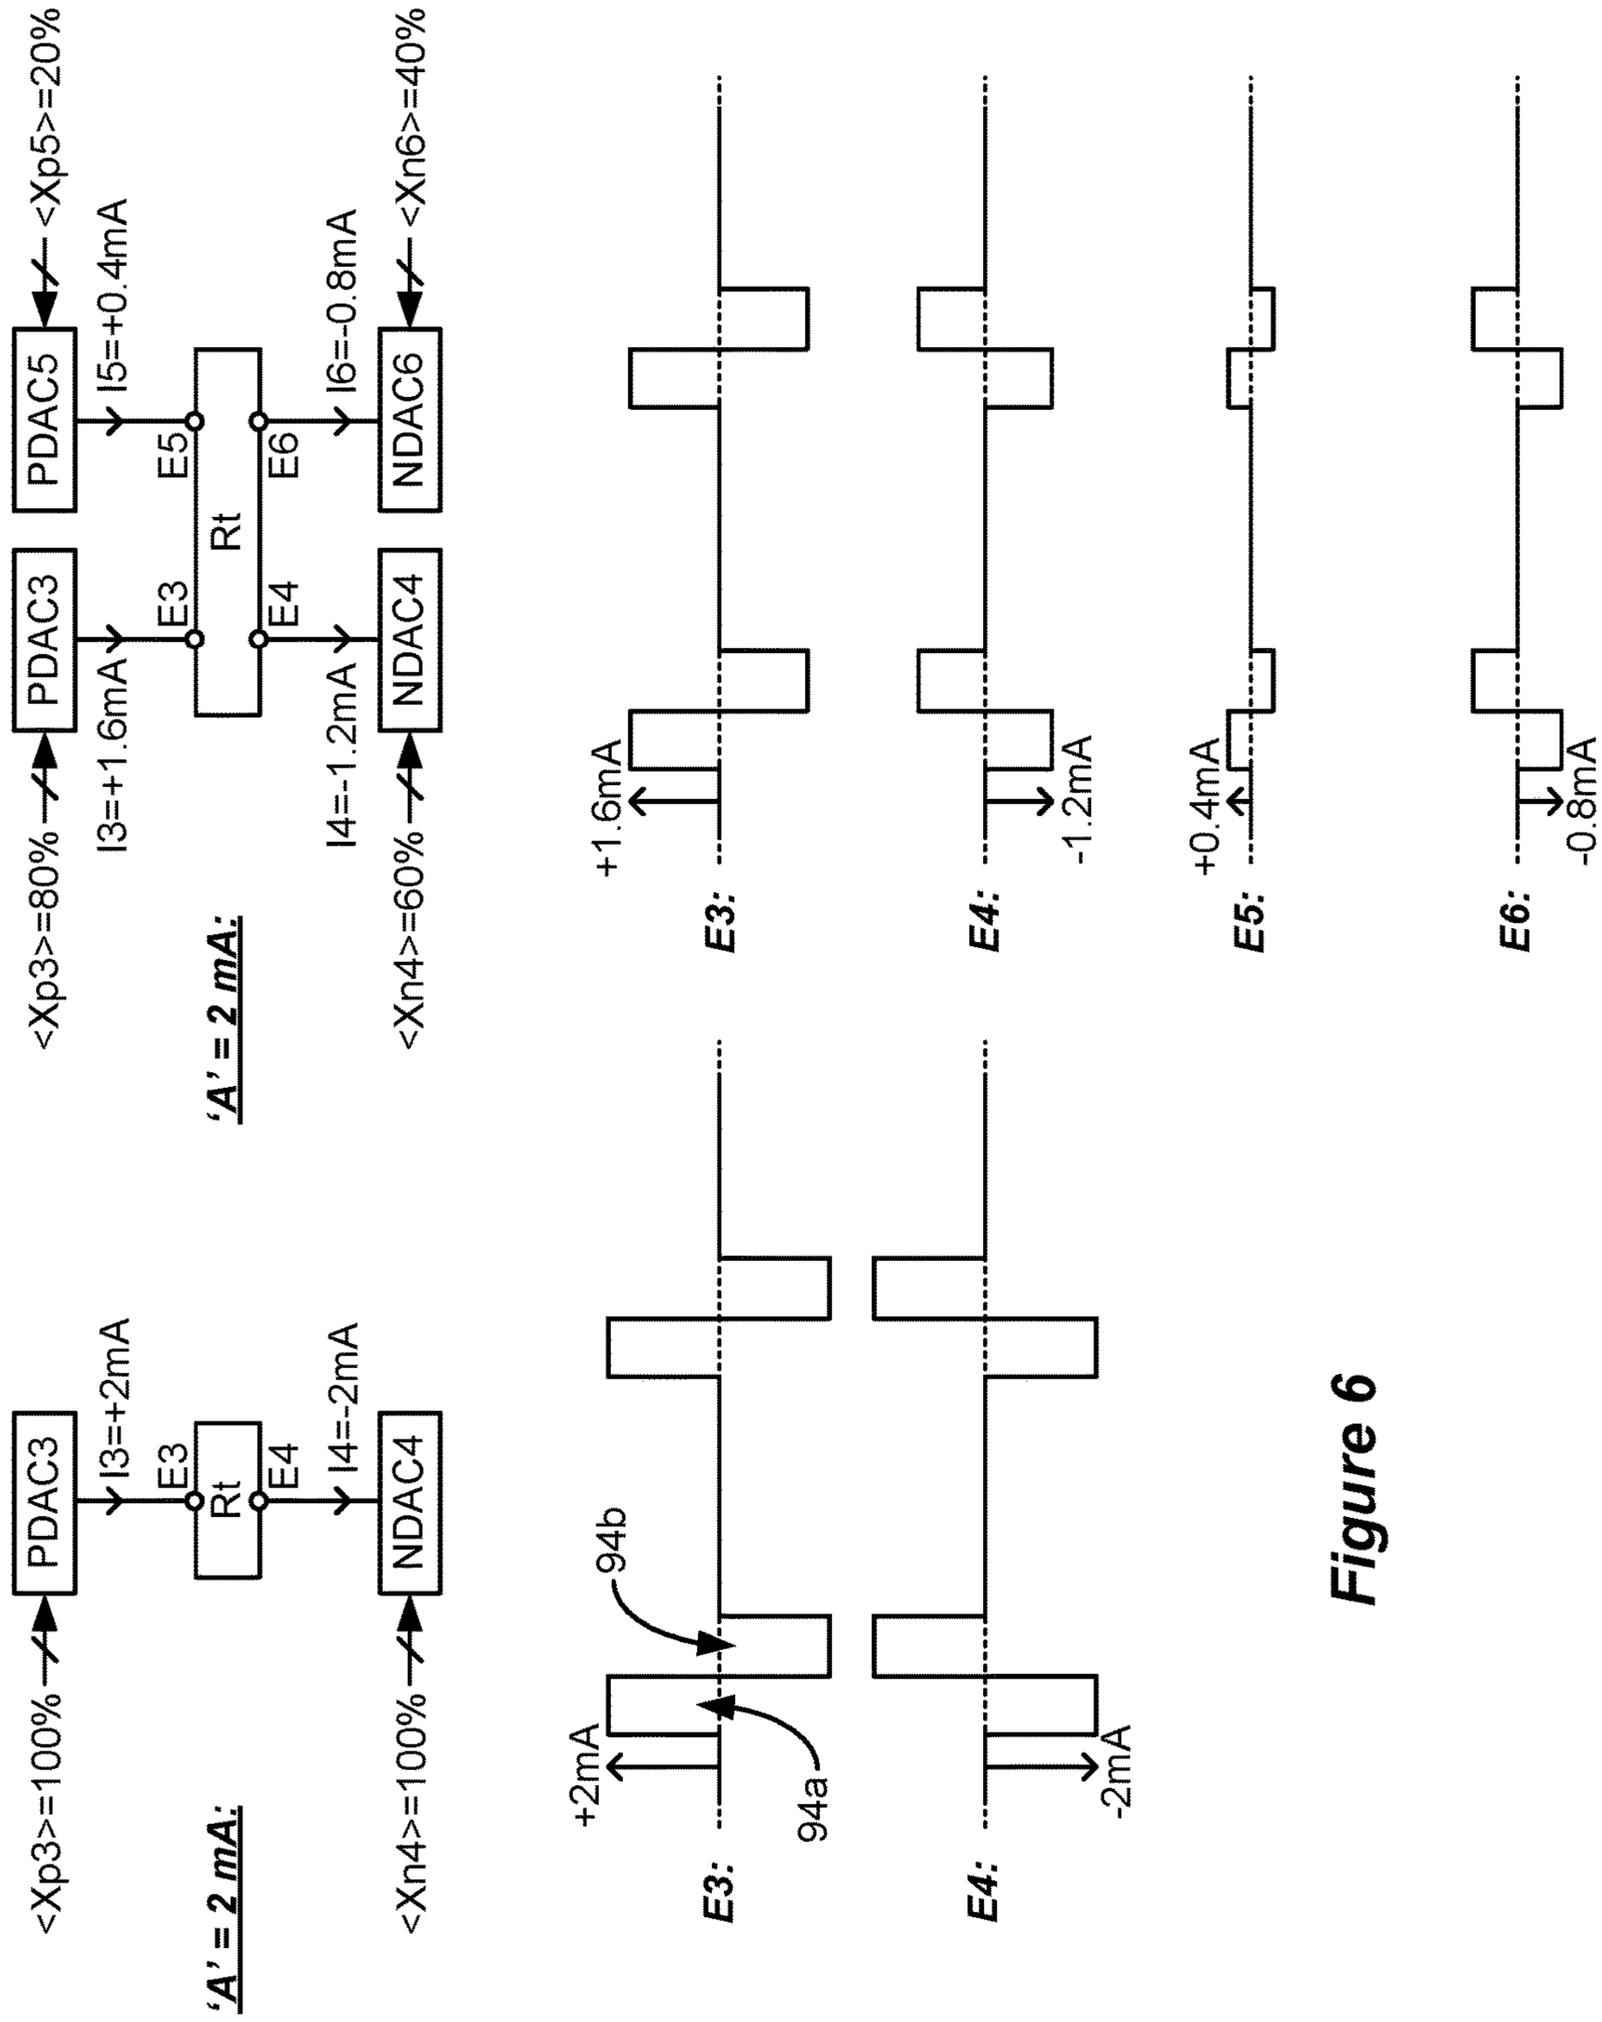 <Xp3>=100%
PDAC3
I3=+2mA
E3
'A' = 2 mA:
Rt
E4
I4=-2mA
<Xn4>=100%
NDAC4
+2mA
94b
E3:
94a
E4:
-2mA
<Xp3>=80%
PDAC3
PDAC5
<Xp5>=20%
I3=+1.6mA
I5=+0.4mA
E3
E5
'A' = 2 mA:
Rt
E4
E6
I4=-1.2mA
I6=-0.8mA
<Xn4>=60%
NDAC4
NDAC6
<Xn6>=40%
+1.6mA
E3:
E4:
-1.2mA
+0.4mA
E5:
E6:
-0.8mA
Figure 6